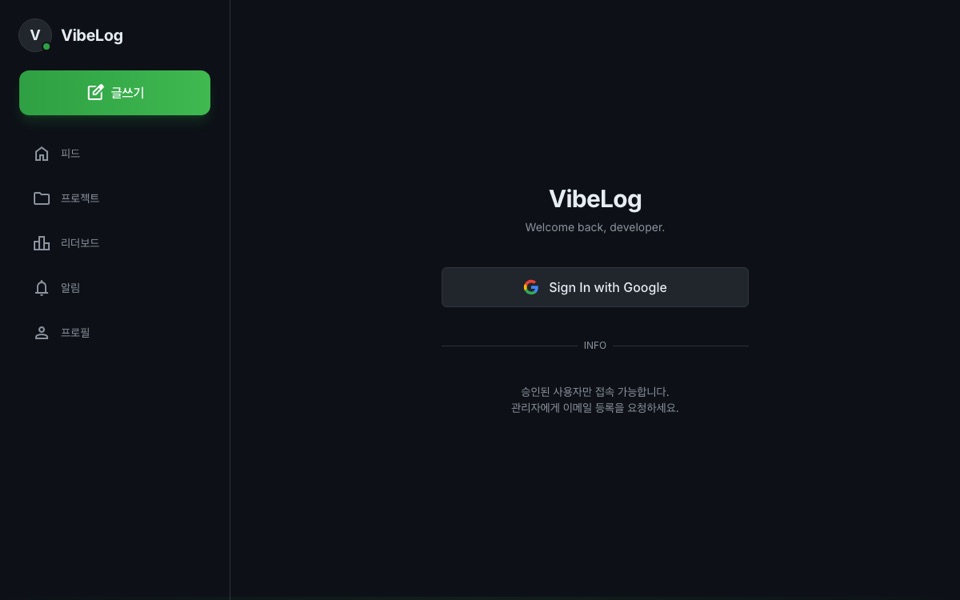 V
VibeLog
글쓰기
피드
프로젝트
리더보드
알림
프로필
VibeLog
Welcome back, developer.
Sign In with Google
INFO
승인된 사용자만 접속 가능합니다.
관리자에게 이메일 등록을 요청하세요.